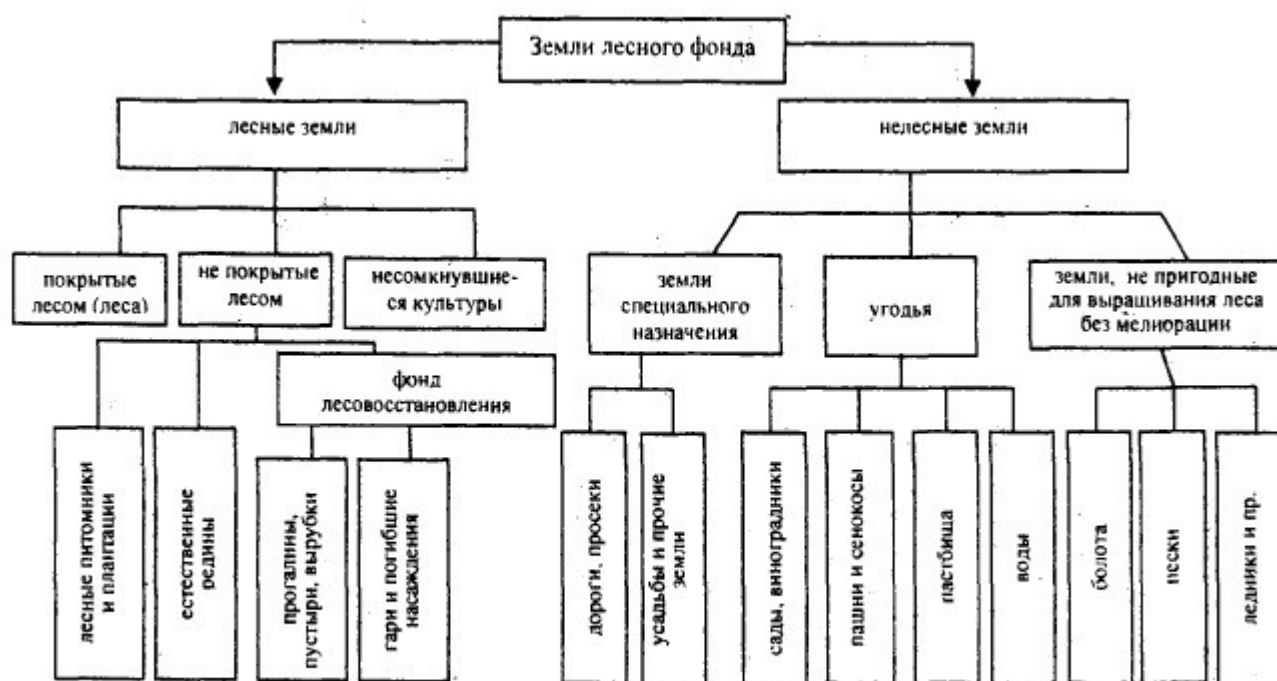 Земли лесного фонда
лесные земли
нелесные земли
покрытые
лесом (леса)
не покрытые
лесом
несомкнувшие-
ся культуры
земли
специального
назначения
угодья
земли, не пригодные
для выращивания леса
без мелиорации
фонд
лесовосстановления
лесные питомники
и плантации
естественные
редины
прогалины,
пустыри, вырубки
гари и погибшие
насаждения
дороги, просеки
усадьбы и прочие
земли
сады, виноградники
пашни и сенокосы
пастбища
воды
болота
пески
ледники и пр.